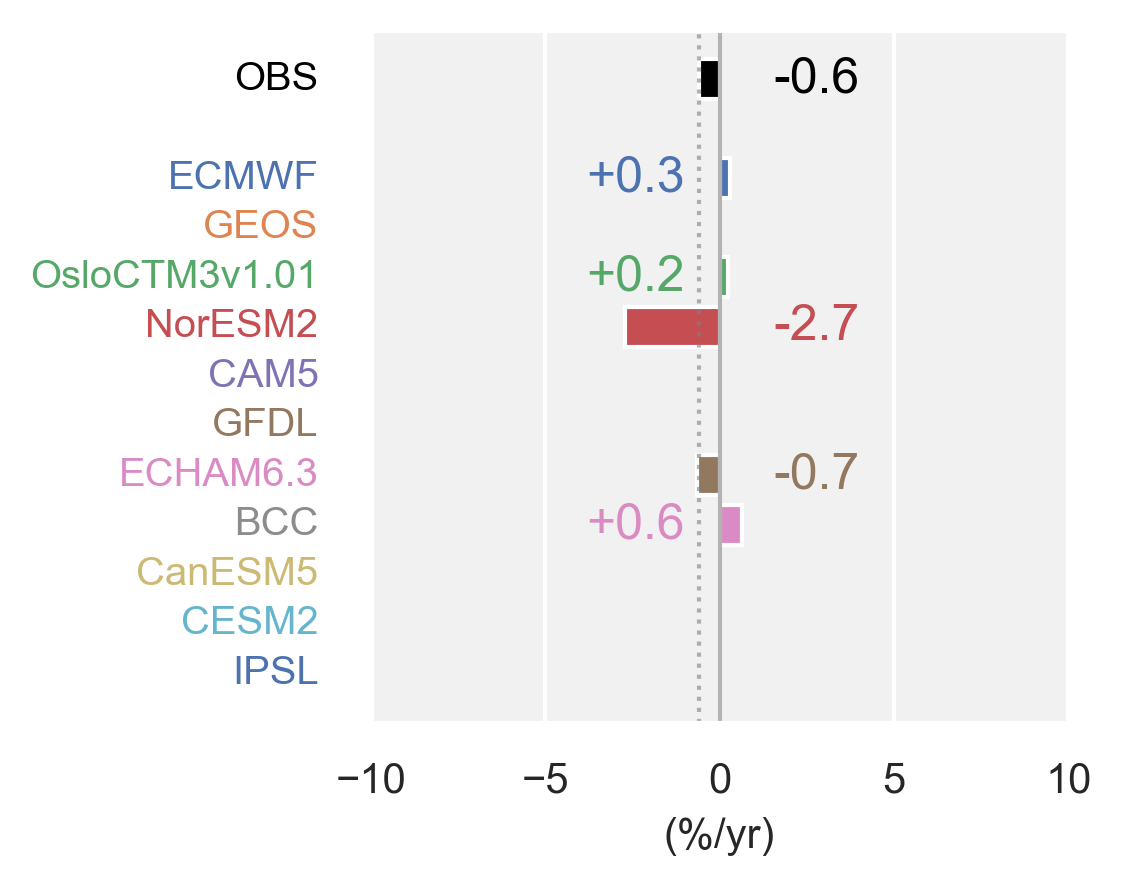 OBS -0.6
ECMWF +0.3
GEOS
OsloCTM3v1.01 +0.2
NorESM2 -2.7
CAM5
GFDL
ECHAM6.3 -0.7
BCC +0.6
CanESM5
CESM2
IPSL
−10 −5 0 5 10
(%/yr)